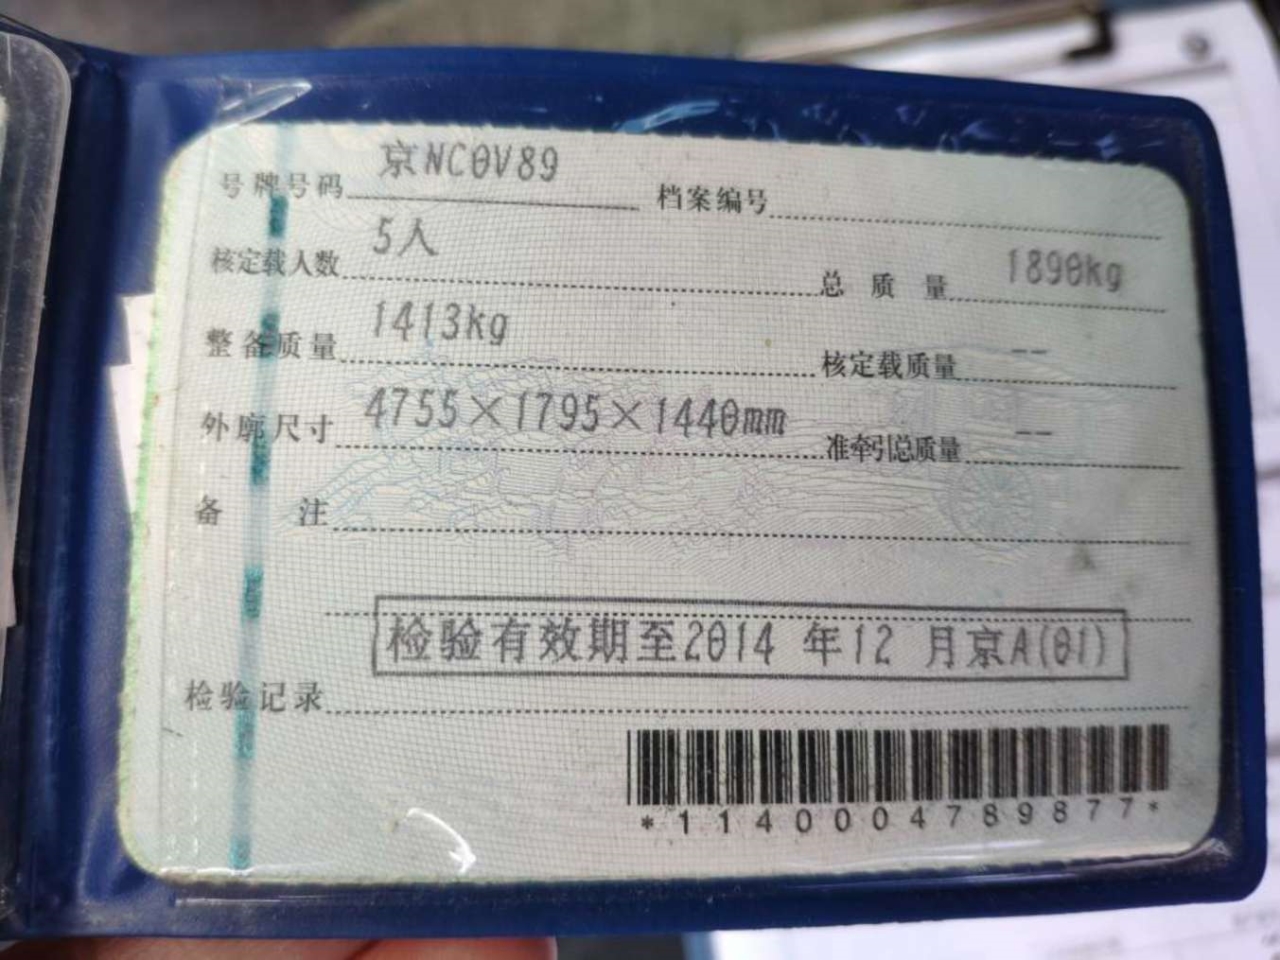 号牌号码 京NC0V89 档案编号
核定载人数 5人 总质量 1890kg
整备质量 1413kg 核定载质量 --
外廓尺寸 4755×1795×1440mm 准牵引总质量 --
备 注
检验有效期至2014 年12 月京A(01)
检验记录
*1140004789877*